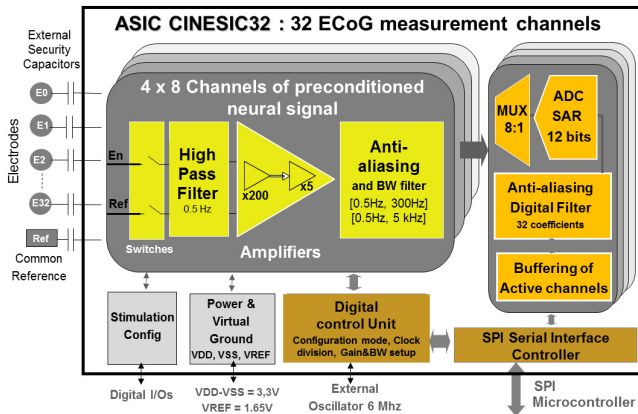 ASIC CINESIC32 : 32 ECoG measurement channels
External
Security
Capacitors
Electrodes
E0
E1
E2
E32
Ref
Common
Reference
4 x 8 Channels of preconditioned
neural signal
En
Ref
Switches
High
Pass
Filter
0.5 Hz
x200
x5
Amplifiers
Anti-
aliasing
and BW filter
[0.5Hz, 300Hz]
[0.5Hz, 5 kHz]
MUX
8:1
ADC
SAR
12 bits
Anti-aliasing
Digital Filter
32 coefficients
Buffering of
Active channels
Stimulation
Config
Power &
Virtual
Ground
VDD, VSS, VREF
Digital
control Unit
Configuration mode, Clock
division, Gain&BW setup
SPI Serial Interface
Controller
Digital I/Os
VDD-VSS = 3,3V
VREF = 1.65V
External
Oscillator 6 Mhz
SPI
Microcontroller